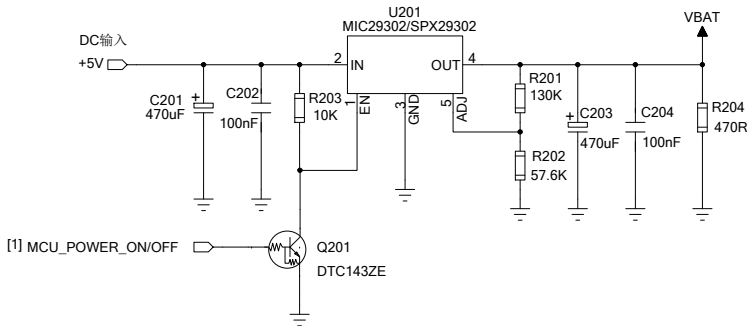 U201
MIC29302/SPX29302
VBAT
DC输入
+5V
2
IN
OUT
4
EN
1
GND
3
ADJ
5
C201
470uF
C202
100nF
R203
10K
R201
130K
R202
57.6K
C203
470uF
C204
100nF
R204
470R
+
+
[1] MCU_POWER_ON/OFF
Q201
DTC143ZE